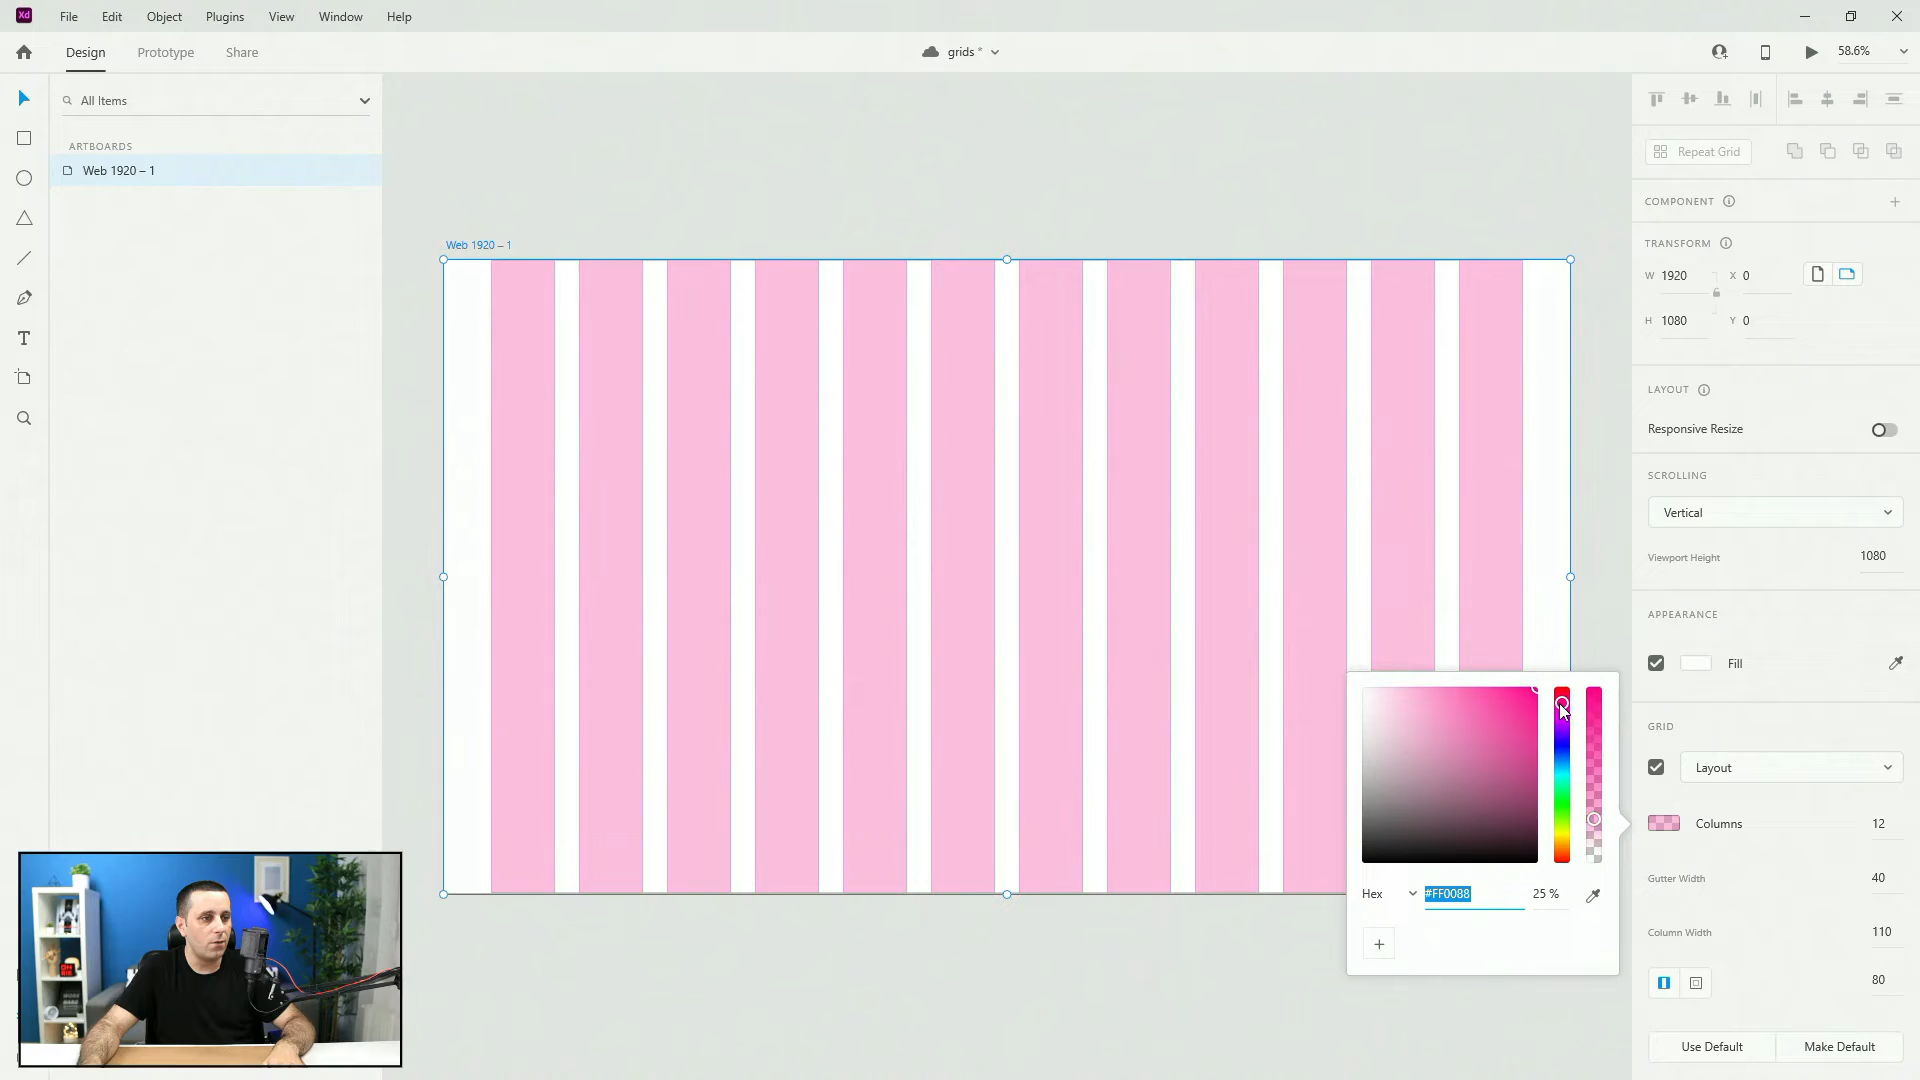 Xd File Edit Object Plugins View Window Help
Design Prototype Share grids * 58.6%
All Items
ARTBOARDS
Web 1920 – 1
Web 1920 – 1
Repeat Grid
COMPONENT
TRANSFORM
W 1920 X 0
H 1080 Y 0
LAYOUT
Responsive Resize
SCROLLING
Vertical
Viewport Height 1080
APPEARANCE
Fill
GRID
Layout
Columns 12
Gutter Width 40
Column Width 110
80
Use Default Make Default
Hex #FF0088 25 %